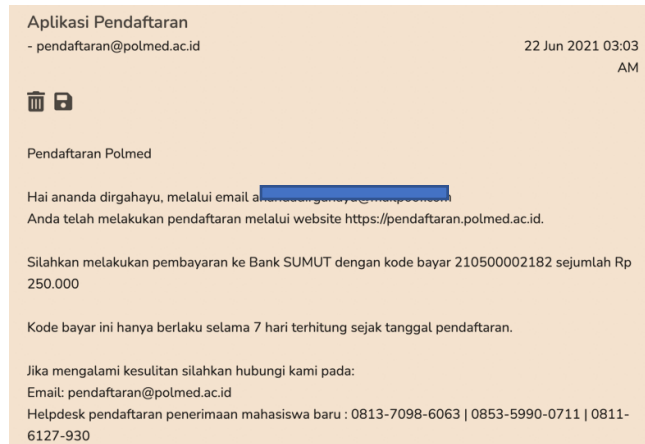 Aplikasi Pendaftaran
- pendaftaran@polmed.ac.id
22 Jun 2021 03:03
AM
Pendaftaran Polmed
Hai ananda dirgahayu, melalui email
Anda telah melakukan pendaftaran melalui website https://pendaftaran.polmed.ac.id.
Silahkan melakukan pembayaran ke Bank SUMUT dengan kode bayar 210500002182 sejumlah Rp
250.000
Kode bayar ini hanya berlaku selama 7 hari terhitung sejak tanggal pendaftaran.
Jika mengalami kesulitan silahkan hubungi kami pada:
Email: pendaftaran@polmed.ac.id
Helpdesk pendaftaran penerimaan mahasiswa baru : 0813-7098-6063 | 0853-5990-0711 | 0811-
6127-930